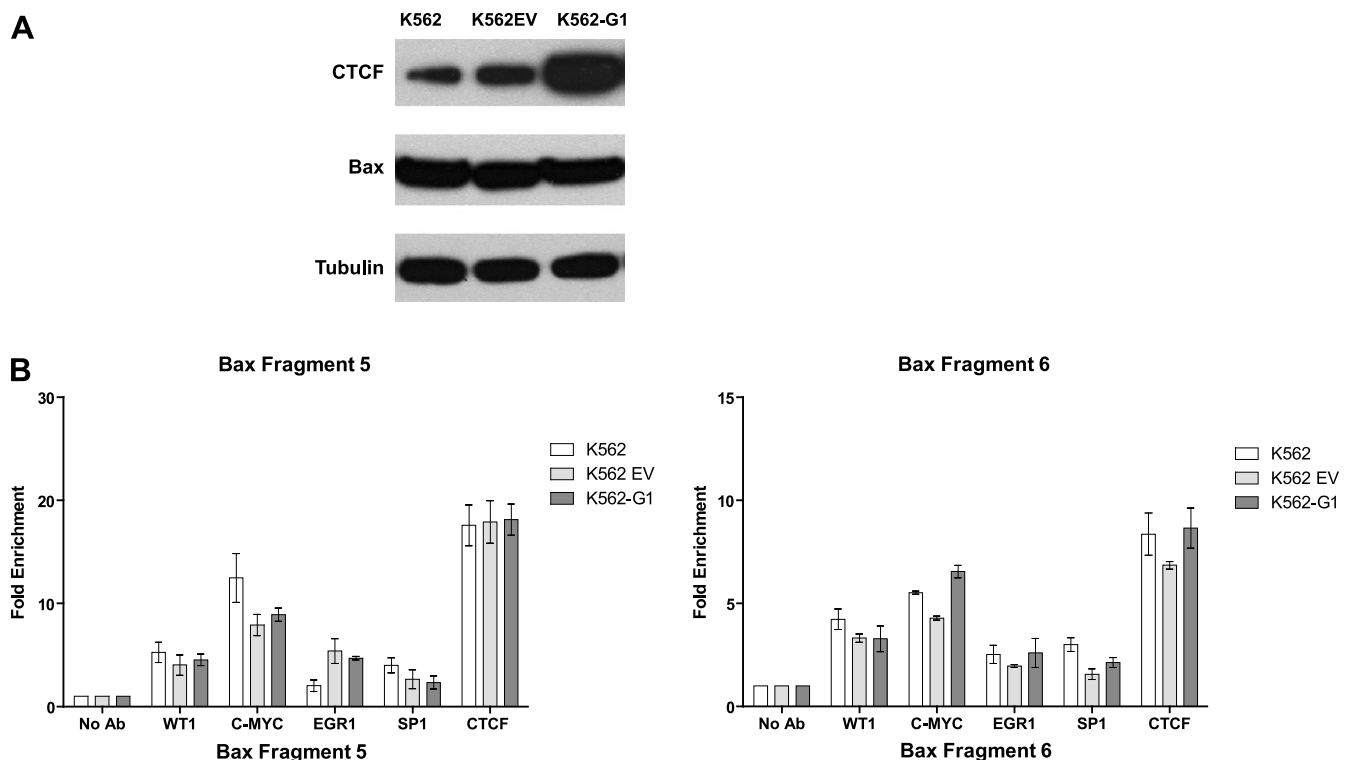 A
K562 K562EV K562-G1
CTCF
Bax
Tubulin
B
Bax Fragment 5
Fold Enrichment
30
20
10
0
No Ab WT1 C-MYC EGR1 SP1 CTCF
Bax Fragment 5
K562
K562 EV
K562-G1
Bax Fragment 6
Fold Enrichment
15
10
5
0
No Ab WT1 C-MYC EGR1 SP1 CTCF
Bax Fragment 6
K562
K562 EV
K562-G1